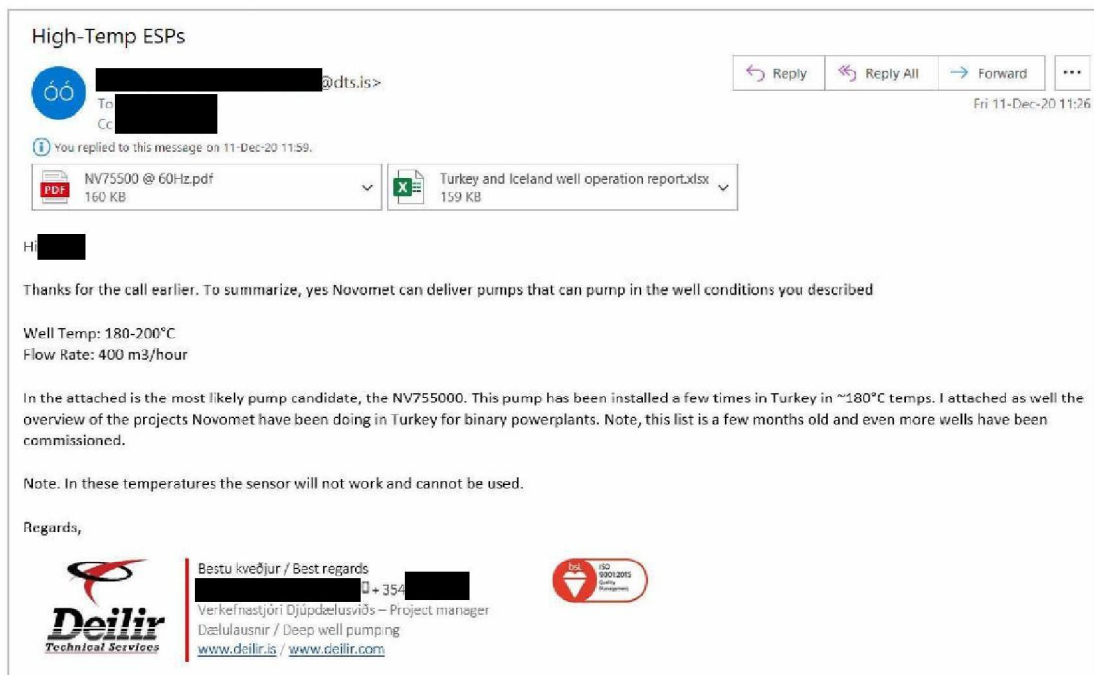 High-Temp ESPs
óó
@dts.is>
To
Cc
Reply
Reply All
Forward
...
Fri 11-Dec-20 11:26
You replied to this message on 11-Dec-20 11:59.
PDF
NV75500 @ 60Hz.pdf
160 KB
Turkey and Iceland well operation report.xlsx
159 KB
Hi
Thanks for the call earlier. To summarize, yes Novomet can deliver pumps that can pump in the well conditions you described
Well Temp: 180-200°C
Flow Rate: 400 m3/hour
In the attached is the most likely pump candidate, the NV755000. This pump has been installed a few times in Turkey in ~180°C temps. I attached as well the
overview of the projects Novomet have been doing in Turkey for binary powerplants. Note, this list is a few months old and even more wells have been
commissioned.
Note. In these temperatures the sensor will not work and cannot be used.
Regards,
Deilir
Technical Services
Bestu kveðjur / Best regards
+ 354
Verkefnastjóri Djúpdælusviðs – Project manager
Dælulausnir / Deep well pumping
www.deilir.is / www.deilir.com
bsi.
ISO
9001:2015
Quality
Management